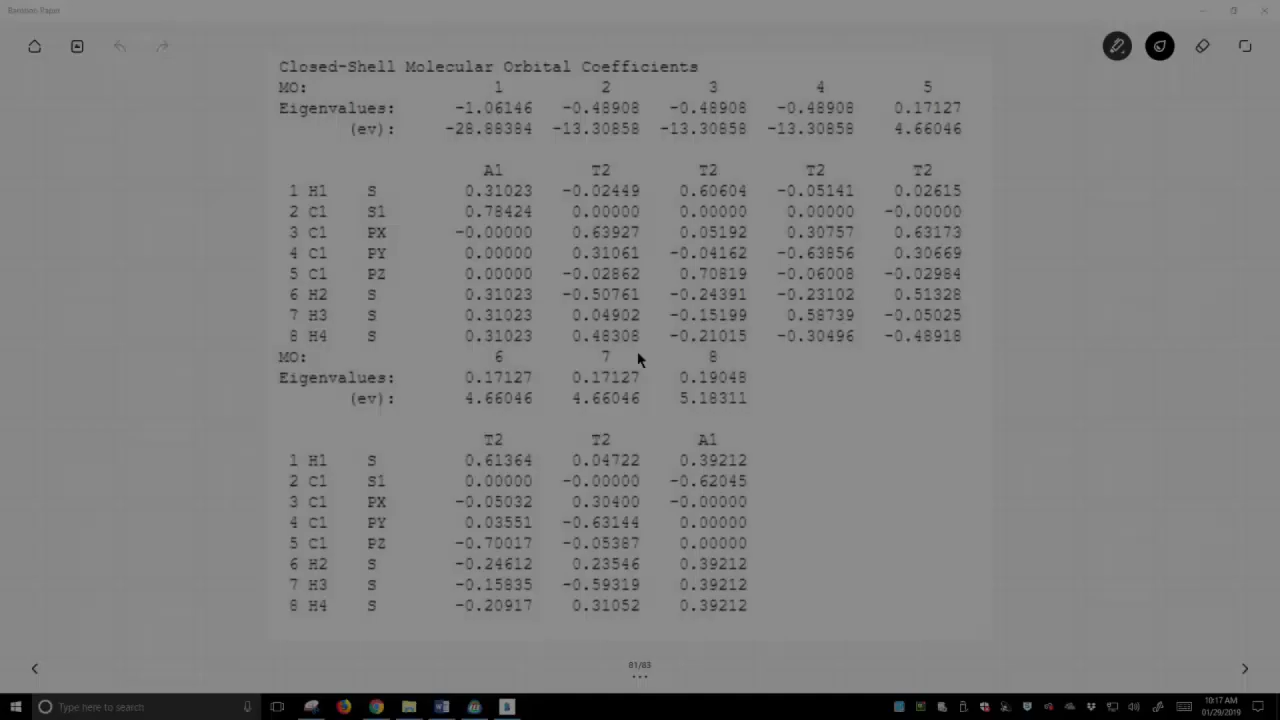 Bamboo Paper
Closed-Shell Molecular Orbital Coefficients
MO: 1 2 3 4 5
Eigenvalues: -1.06146 -0.48908 -0.48908 -0.48908 0.17127
(ev): -28.88384 -13.30858 -13.30858 -13.30858 4.66046
A1 T2 T2 T2 T2
1 H1 S 0.31023 -0.02449 0.60604 -0.05141 0.02615
2 C1 S1 0.78424 0.00000 0.00000 0.00000 -0.00000
3 C1 PX -0.00000 0.63927 0.05192 0.30757 0.63173
4 C1 PY 0.00000 0.31061 -0.04162 -0.63856 0.30669
5 C1 PZ 0.00000 -0.02862 0.70819 -0.06008 -0.02984
6 H2 S 0.31023 -0.50761 -0.24391 -0.23102 0.51328
7 H3 S 0.31023 0.04902 -0.15199 0.58739 -0.05025
8 H4 S 0.31023 0.48308 -0.21015 -0.30496 -0.48918
MO: 6 7 8
Eigenvalues: 0.17127 0.17127 0.19048
(ev): 4.66046 4.66046 5.18311
T2 T2 A1
1 H1 S 0.61364 0.04722 0.39212
2 C1 S1 0.00000 -0.00000 -0.62045
3 C1 PX -0.05032 0.30400 -0.00000
4 C1 PY 0.03551 -0.63144 0.00000
5 C1 PZ -0.70017 -0.05387 0.00000
6 H2 S -0.24612 0.23546 0.39212
7 H3 S -0.15835 -0.59319 0.39212
8 H4 S -0.20917 0.31052 0.39212
81/83
Type here to search
10:17 AM
01/29/2019